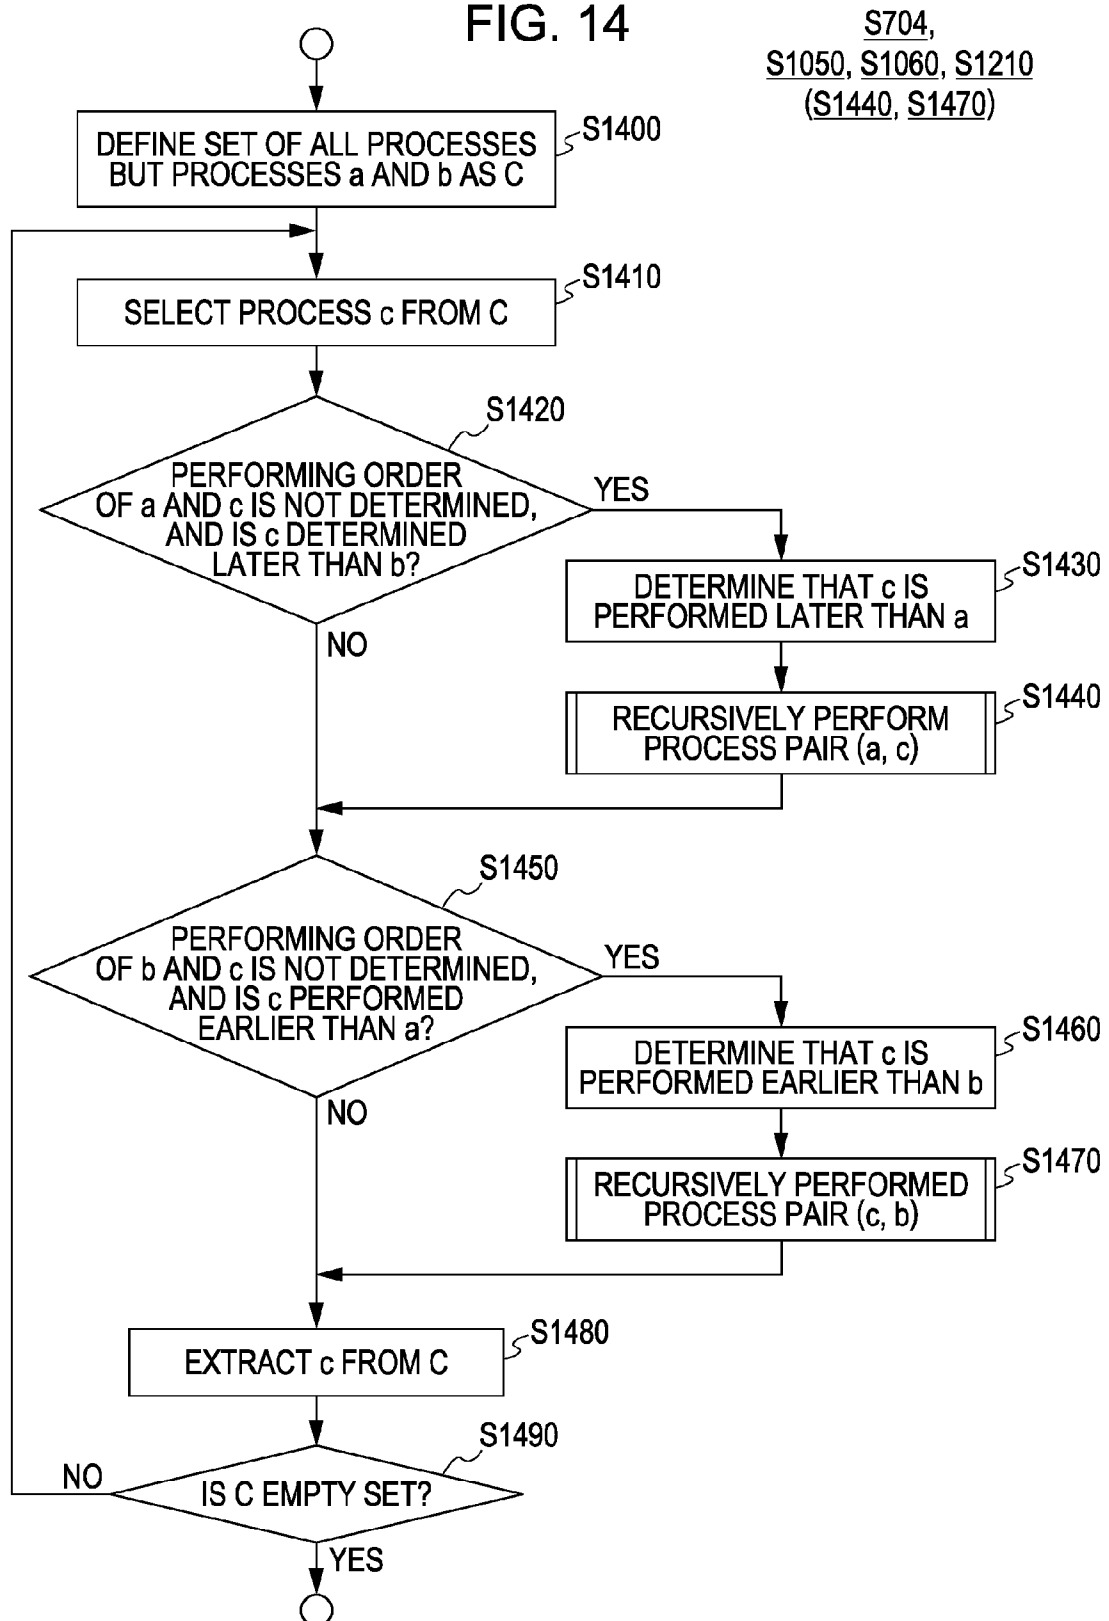 FIG. 14
S704,
S1050, S1060, S1210
(S1440, S1470)
S1400
DEFINE SET OF ALL PROCESSES
BUT PROCESSES a AND b AS C
S1410
SELECT PROCESS c FROM C
S1420
PERFORMING ORDER
OF a AND c IS NOT DETERMINED,
AND IS c DETERMINED
LATER THAN b?
YES
NO
S1430
DETERMINE THAT c IS
PERFORMED LATER THAN a
S1440
RECURSIVELY PERFORM
PROCESS PAIR (a, c)
S1450
PERFORMING ORDER
OF b AND c IS NOT DETERMINED,
AND IS c PERFORMED
EARLIER THAN a?
YES
NO
S1460
DETERMINE THAT c IS
PERFORMED EARLIER THAN b
S1470
RECURSIVELY PERFORMED
PROCESS PAIR (c, b)
S1480
EXTRACT c FROM C
S1490
NO
IS C EMPTY SET?
YES